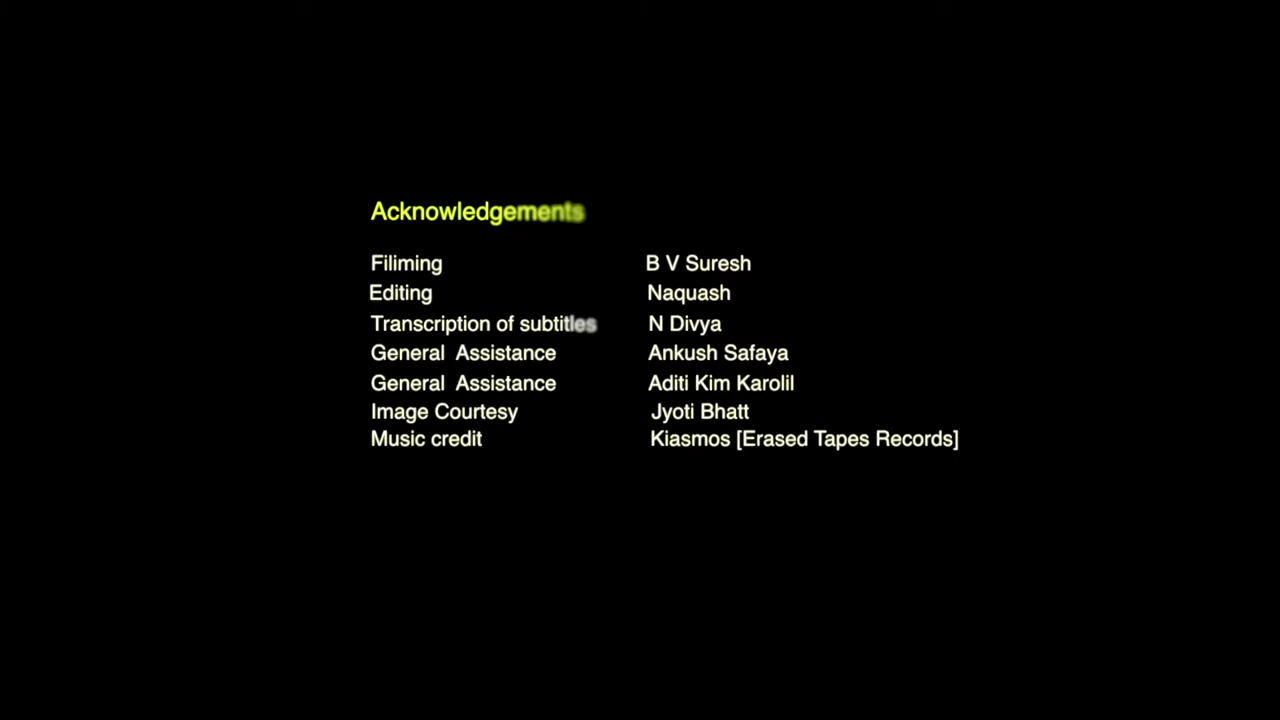 Acknowledgements
Filiming B V Suresh
Editing Naquash
Transcription of subtitles N Divya
General Assistance Ankush Safaya
General Assistance Aditi Kim Karolil
Image Courtesy Jyoti Bhatt
Music credit Kiasmos [Erased Tapes Records]